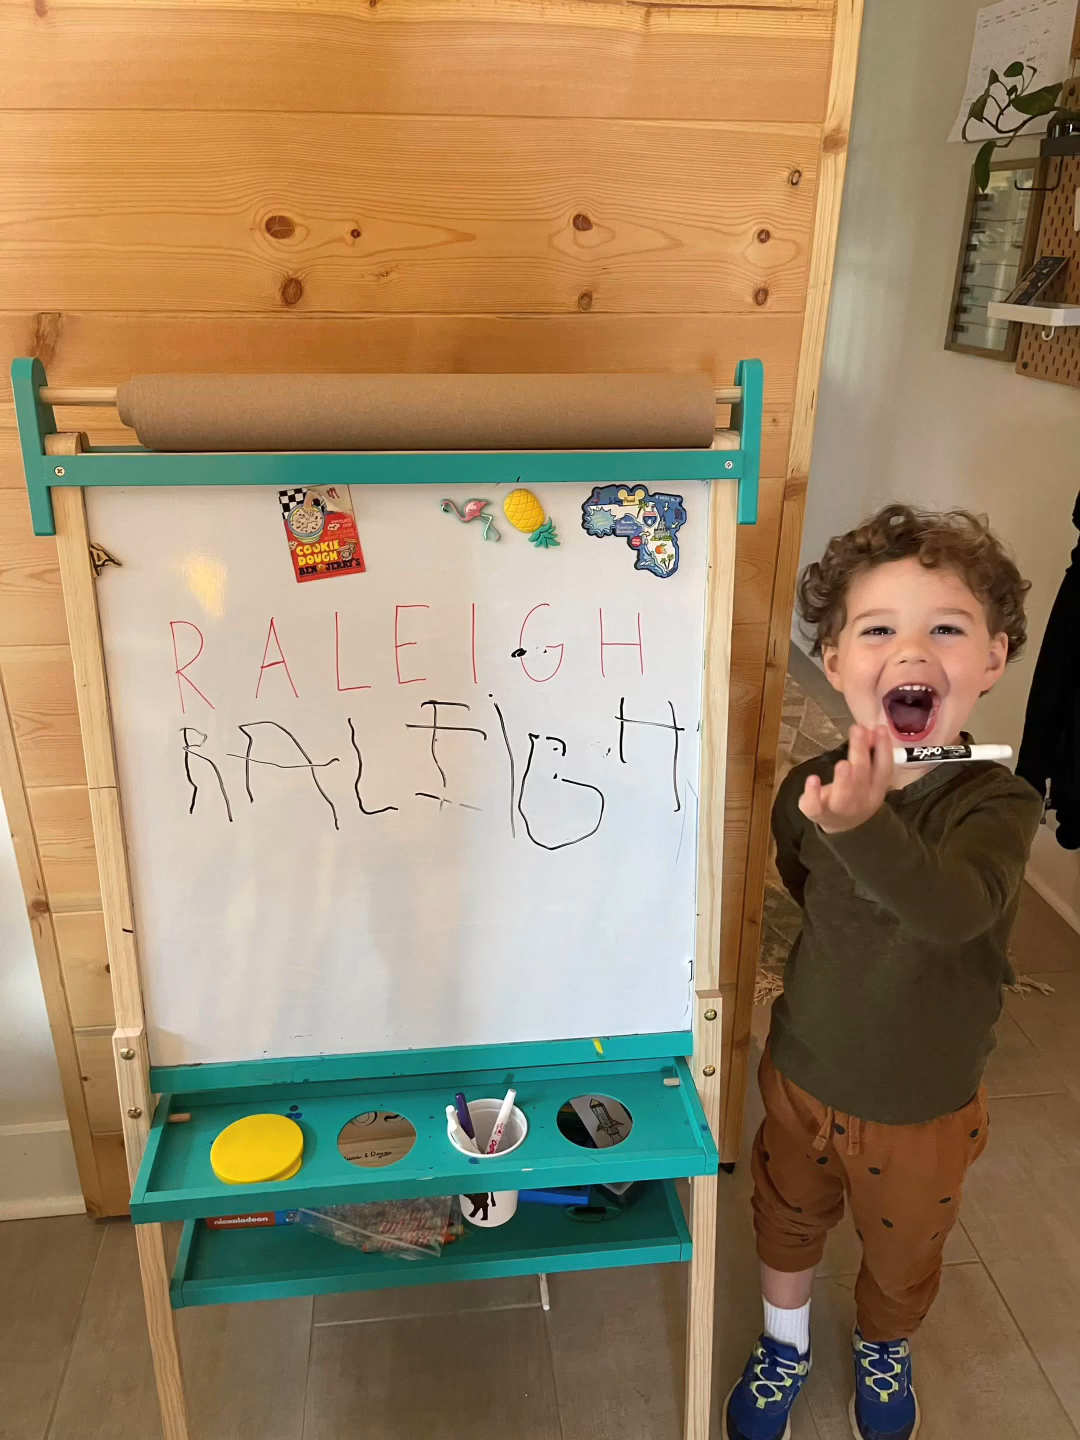 COOKIE
DOUGH
BEN & JERRY'S
RALEIGH
RALEIGH
EXPO
nickelodeon